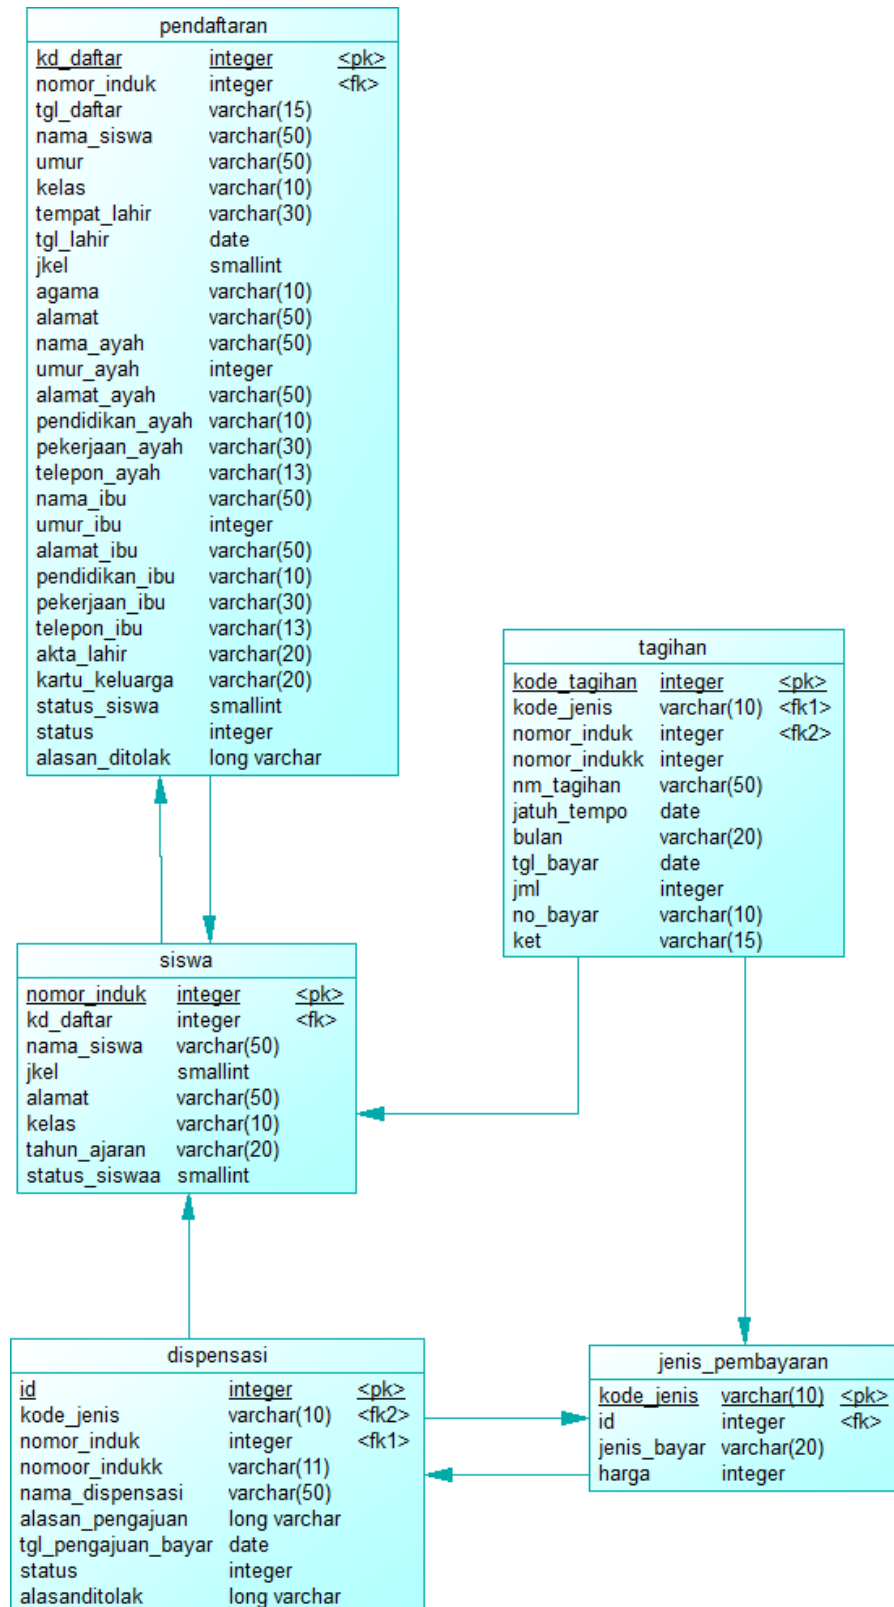 pendaftaran
kd_daftar integer <pk>
nomor_induk integer <fk>
tgl_daftar varchar(15)
nama_siswa varchar(50)
umur varchar(50)
kelas varchar(10)
tempat_lahir varchar(30)
tgl_lahir date
jkel smallint
agama varchar(10)
alamat varchar(50)
nama_ayah varchar(50)
umur_ayah integer
alamat_ayah varchar(50)
pendidikan_ayah varchar(10)
pekerjaan_ayah varchar(30)
telepon_ayah varchar(13)
nama_ibu varchar(50)
umur_ibu integer
alamat_ibu varchar(50)
pendidikan_ibu varchar(10)
pekerjaan_ibu varchar(30)
telepon_ibu varchar(13)
akta_lahir varchar(20)
kartu_keluarga varchar(20)
status_siswa smallint
status integer
alasan_ditolak long varchar
tagihan
kode_tagihan integer <pk>
kode_jenis varchar(10) <fk1>
nomor_induk integer <fk2>
nomor_indukk integer
nm_tagihan varchar(50)
jatuh_tempo date
bulan varchar(20)
tgl_bayar date
jml integer
no_bayar varchar(10)
ket varchar(15)
siswa
nomor_induk integer <pk>
kd_daftar integer <fk>
nama_siswa varchar(50)
jkel smallint
alamat varchar(50)
kelas varchar(10)
tahun_ajaran varchar(20)
status_siswaa smallint
dispensasi
id integer <pk>
kode_jenis varchar(10) <fk2>
nomor_induk integer <fk1>
nomoor_indukk varchar(11)
nama_dispensasi varchar(50)
alasan_pengajuan long varchar
tgl_pengajuan_bayar date
status integer
alasanditolak long varchar
jenis_pembayaran
kode_jenis varchar(10) <pk>
id integer <fk>
jenis_bayar varchar(20)
harga integer